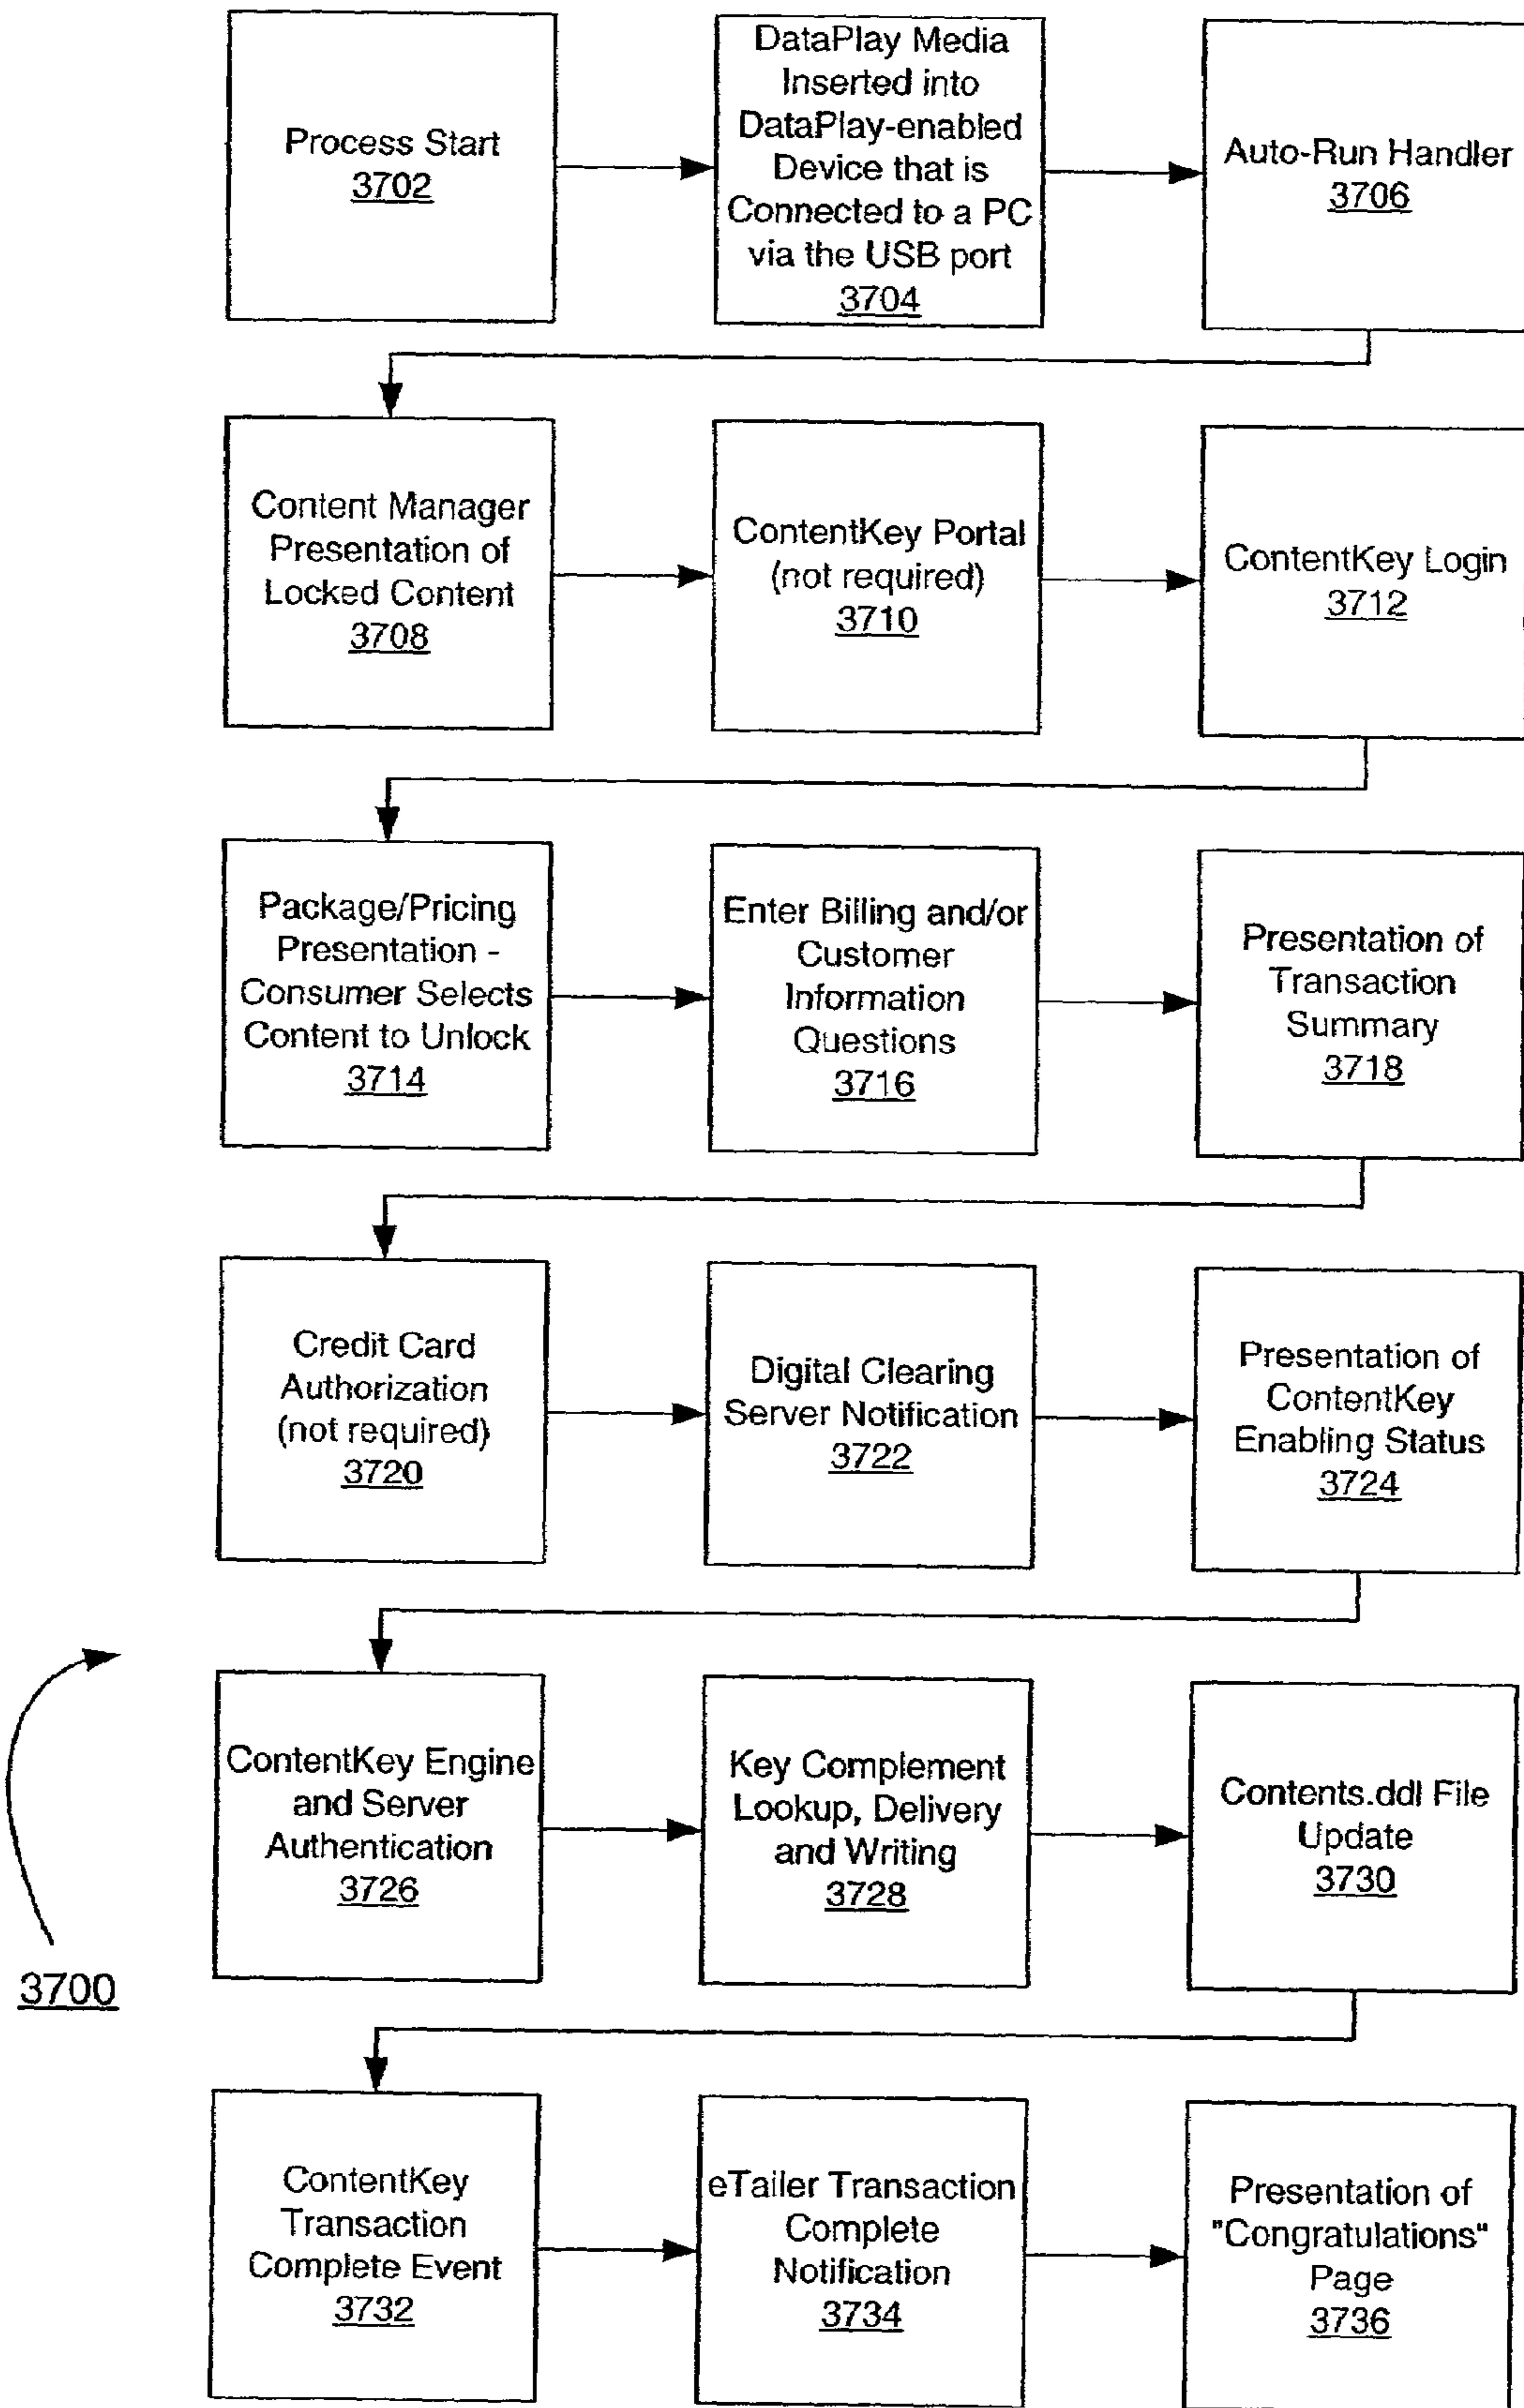 Process Start
3702
DataPlay Media
Inserted into
DataPlay-enabled
Device that is
Connected to a PC
via the USB port
3704
Auto-Run Handler
3706
Content Manager
Presentation of
Locked Content
3708
ContentKey Portal
(not required)
3710
ContentKey Login
3712
Package/Pricing
Presentation -
Consumer Selects
Content to Unlock
3714
Enter Billing and/or
Customer
Information
Questions
3716
Presentation of
Transaction
Summary
3718
Credit Card
Authorization
(not required)
3720
Digital Clearing
Server Notification
3722
Presentation of
ContentKey
Enabling Status
3724
ContentKey Engine
and Server
Authentication
3726
Key Complement
Lookup, Delivery
and Writing
3728
Contents.ddl File
Update
3730
3700
ContentKey
Transaction
Complete Event
3732
eTailer Transaction
Complete
Notification
3734
Presentation of
"Congratulations"
Page
3736